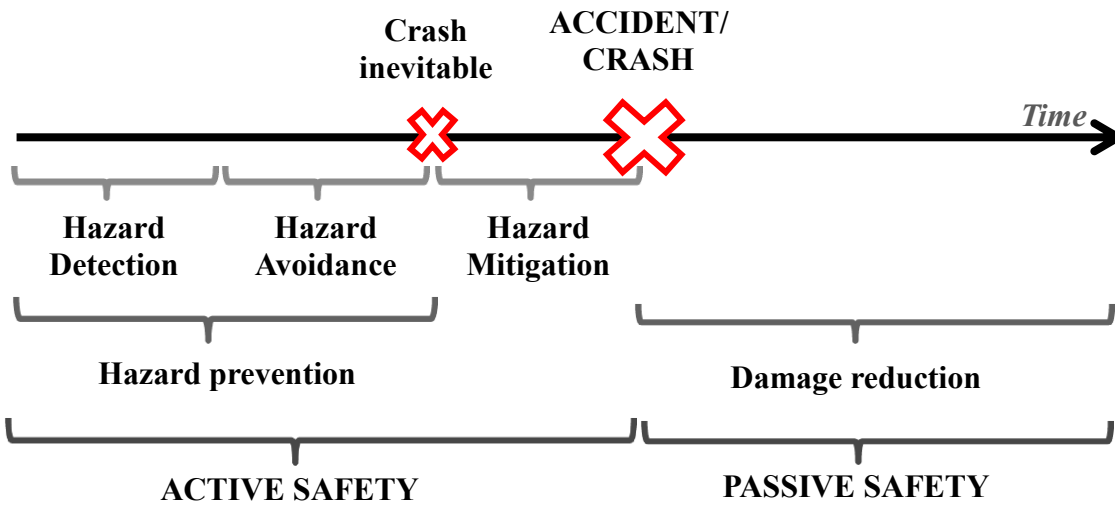 Crash
inevitable
ACCIDENT/
CRASH
Time
Hazard
Detection
Hazard
Avoidance
Hazard
Mitigation
Hazard prevention
Damage reduction
ACTIVE SAFETY
PASSIVE SAFETY